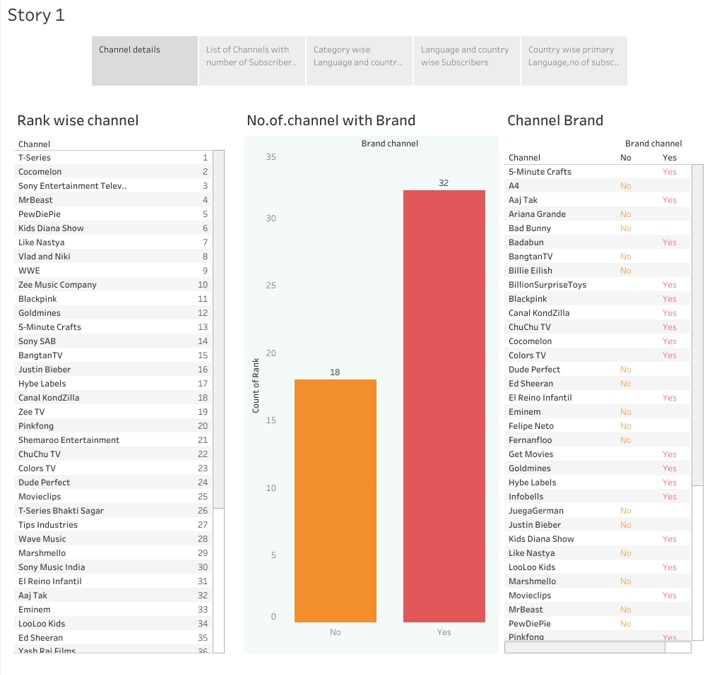 Story 1
Channel details
List of Channels with
number of Subscriber..
Category wise
Language and countr..
Language and country
wise Subscribers
Country wise primary
Language,no of subsc..
Rank wise channel
Channel
T-Series 1
Cocomelon 2
Sony Entertainment Telev.. 3
MrBeast 4
PewDiePie 5
Kids Diana Show 6
Like Nastya 7
Vlad and Niki 8
WWE 9
Zee Music Company 10
Blackpink 11
Goldmines 12
5-Minute Crafts 13
Sony SAB 14
BangtanTV 15
Justin Bieber 16
Hybe Labels 17
Canal KondZilla 18
Zee TV 19
Pinkfong 20
Shemaroo Entertainment 21
ChuChu TV 22
Colors TV 23
Dude Perfect 24
Movieclips 25
T-Series Bhakti Sagar 26
Tips Industries 27
Wave Music 28
Marshmello 29
Sony Music India 30
El Reino Infantil 31
Aaj Tak 32
Eminem 33
LooLoo Kids 34
Ed Sheeran 35
Yash Raj Films 36
No.of.channel with Brand
Brand channel
35
30
25
20
15
10
5
0
Count of Rank
18
32
No
Yes
Channel Brand
Brand channel
Channel No Yes
5-Minute Crafts Yes
A4 No
Aaj Tak Yes
Ariana Grande No
Bad Bunny No
Badabun Yes
BangtanTV No
Billie Eilish No
BillionSurpriseToys Yes
Blackpink Yes
Canal KondZilla Yes
ChuChu TV Yes
Cocomelon Yes
Colors TV Yes
Dude Perfect No
Ed Sheeran No
El Reino Infantil Yes
Eminem No
Felipe Neto No
Fernanfloo No
Get Movies Yes
Goldmines Yes
Hybe Labels Yes
Infobells Yes
JuegaGerman No
Justin Bieber No
Kids Diana Show Yes
Like Nastya No
LooLoo Kids Yes
Marshmello No
Movieclips Yes
MrBeast No
PewDiePie No
Pinkfong Yes